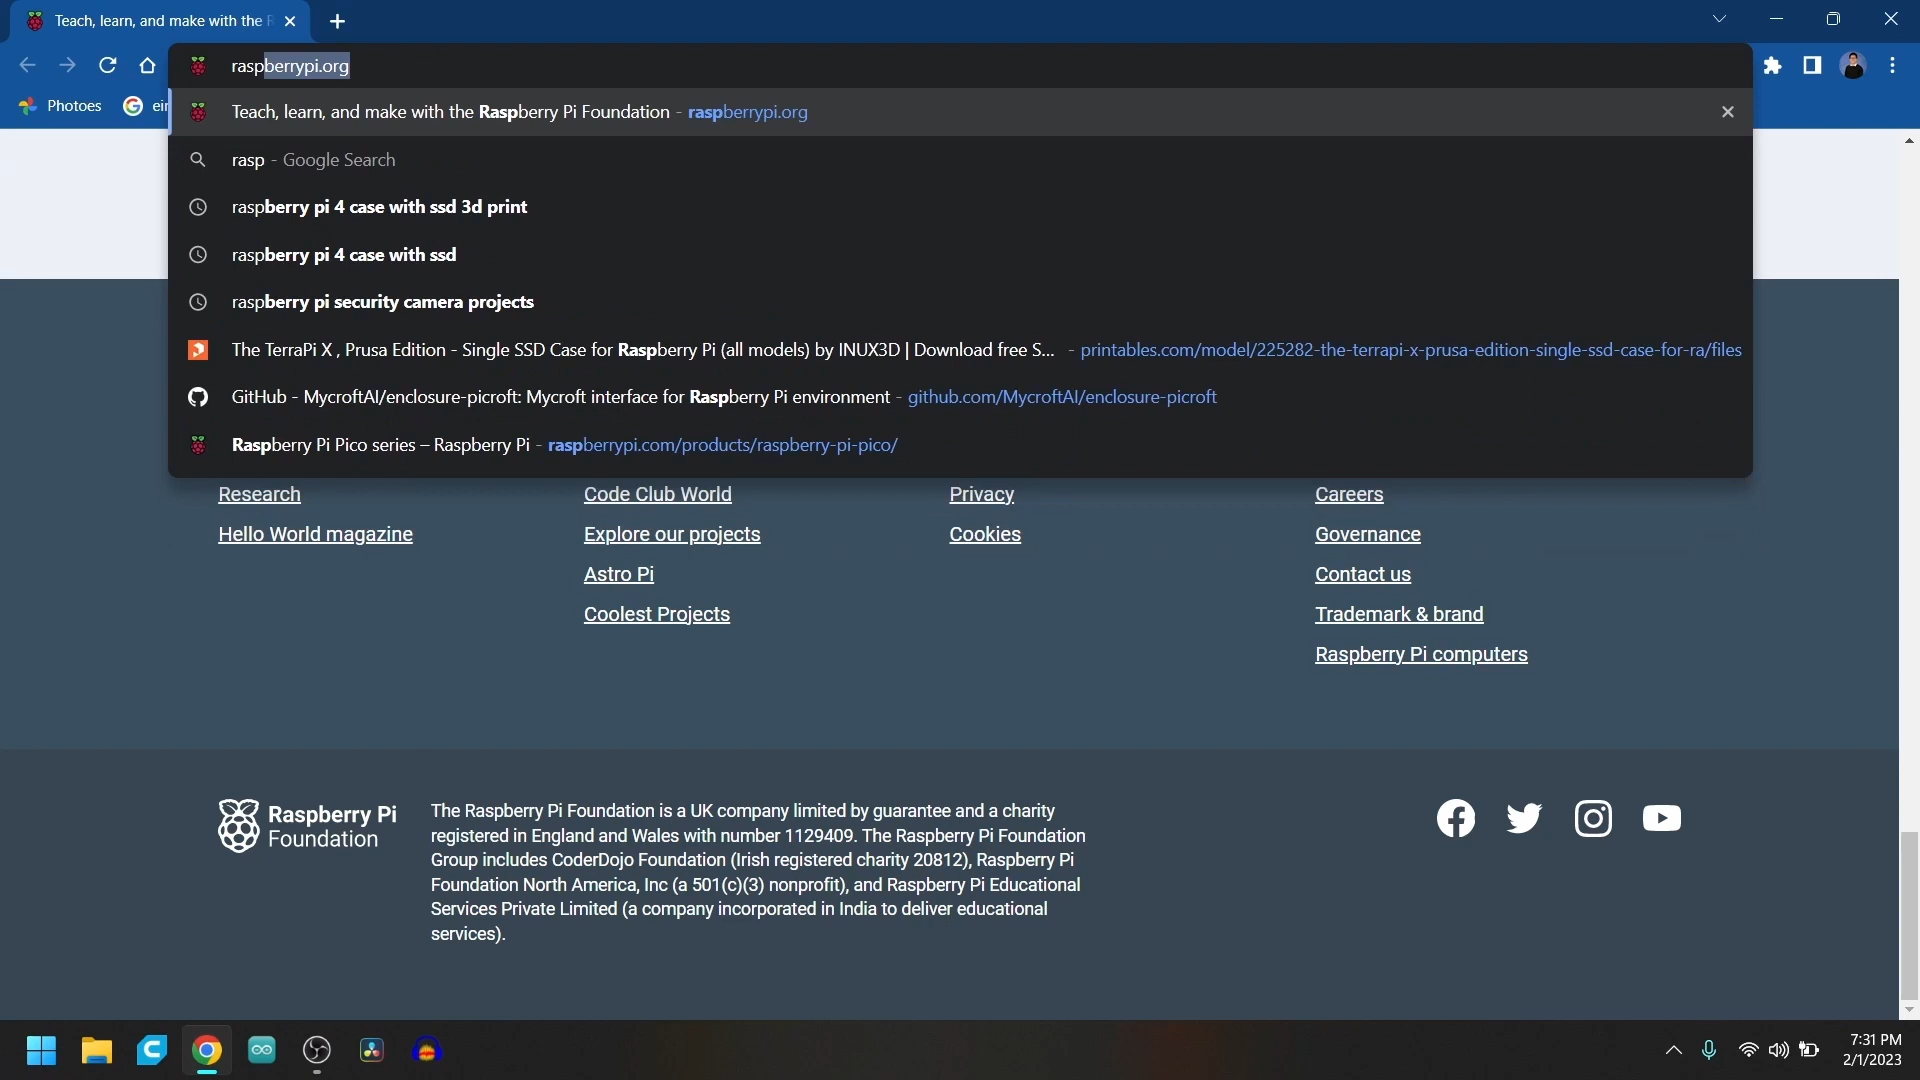 Teach, learn, and make with the R
raspberrypi.org
Photoes
ein
Teach, learn, and make with the Raspberry Pi Foundation - raspberrypi.org
rasp - Google Search
raspberry pi 4 case with ssd 3d print
raspberry pi 4 case with ssd
raspberry pi security camera projects
The TerraPi X , Prusa Edition - Single SSD Case for Raspberry Pi (all models) by INUX3D | Download free S... - printables.com/model/225282-the-terrapi-x-prusa-edition-single-ssd-case-for-ra/files
GitHub - MycroftAI/enclosure-picroft: Mycroft interface for Raspberry Pi environment - github.com/MycroftAI/enclosure-picroft
Raspberry Pi Pico series – Raspberry Pi - raspberrypi.com/products/raspberry-pi-pico/
Research
Hello World magazine
Code Club World
Explore our projects
Astro Pi
Coolest Projects
Privacy
Cookies
Careers
Governance
Contact us
Trademark & brand
Raspberry Pi computers
Raspberry Pi
Foundation
The Raspberry Pi Foundation is a UK company limited by guarantee and a charity
registered in England and Wales with number 1129409. The Raspberry Pi Foundation
Group includes CoderDojo Foundation (Irish registered charity 20812), Raspberry Pi
Foundation North America, Inc (a 501(c)(3) nonprofit), and Raspberry Pi Educational
Services Private Limited (a company incorporated in India to deliver educational
services).
7:31 PM
2/1/2023